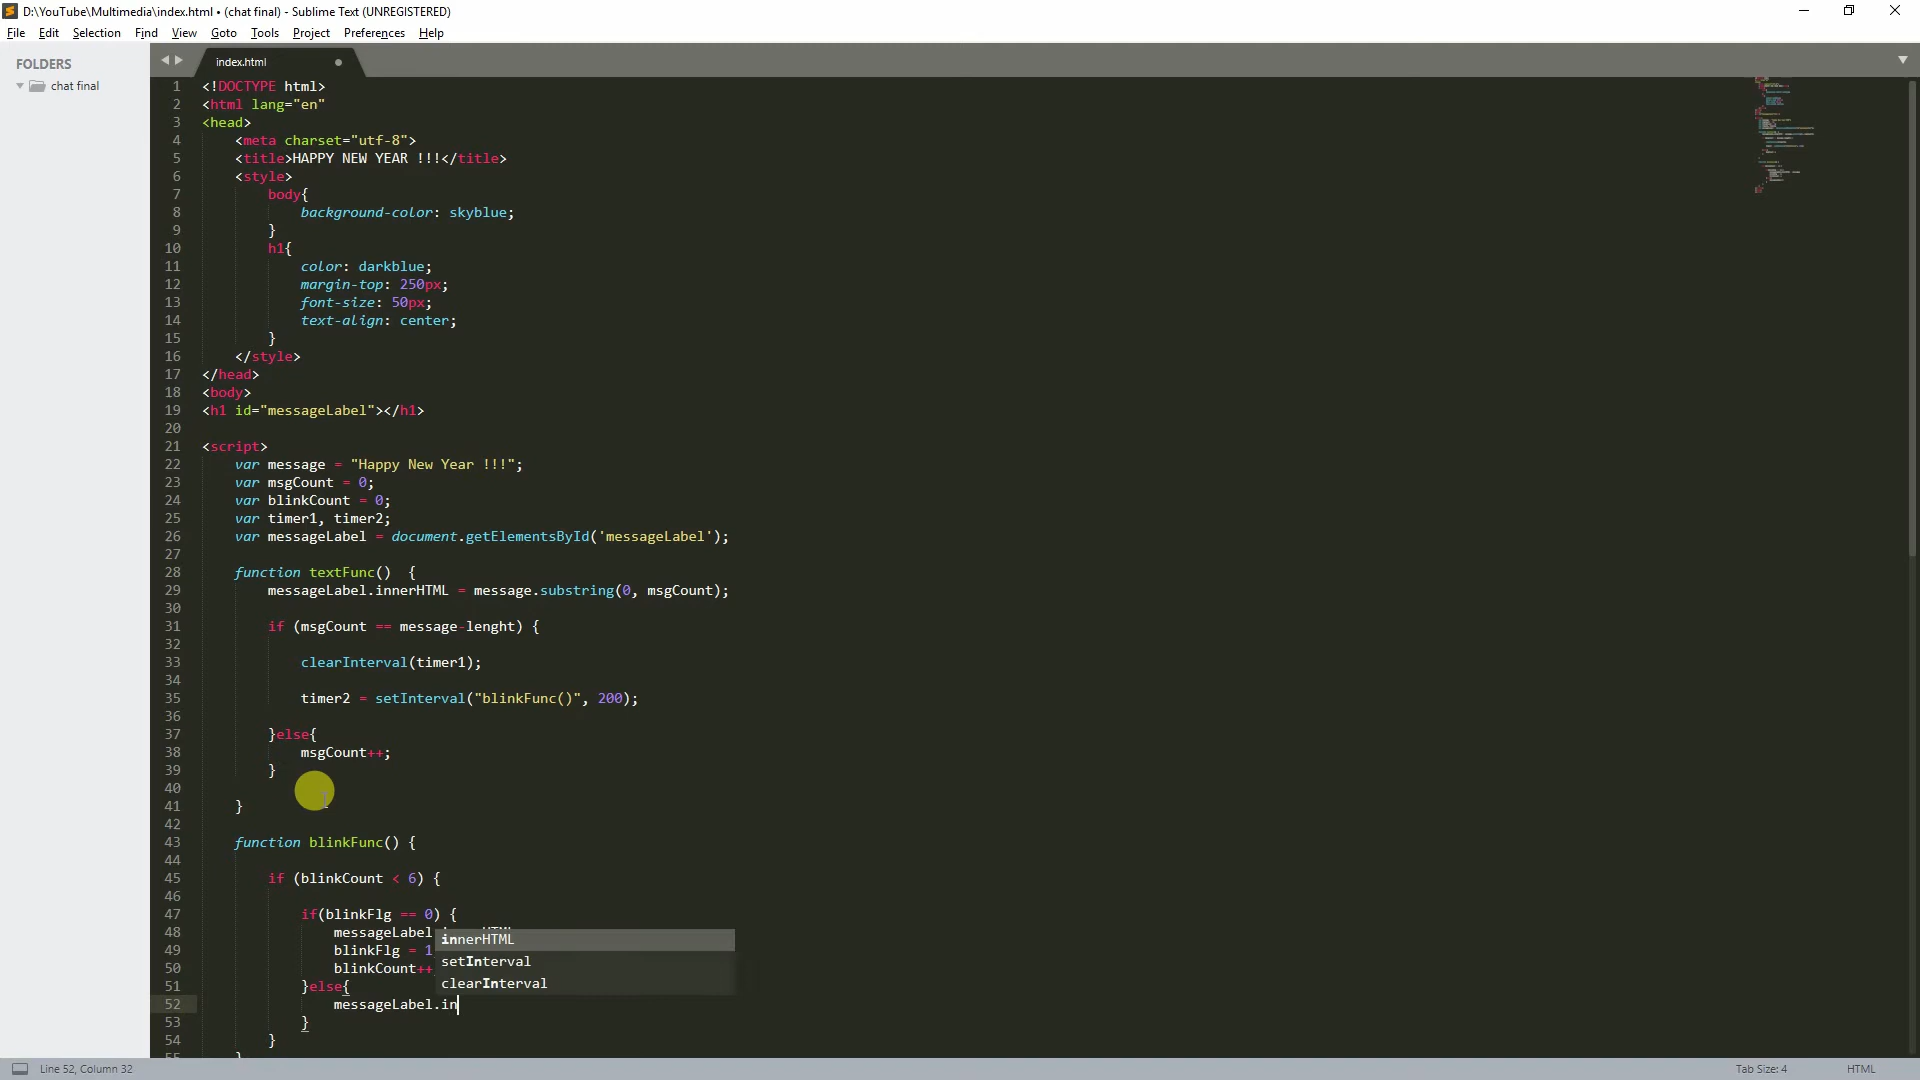 D:\YouTube\Multimedia\index.html • (chat final) - Sublime Text (UNREGISTERED)
File Edit Selection Find View Goto Tools Project Preferences Help
FOLDERS
chat final
index.html
1 <!DOCTYPE html>
2 <html lang="en"
3 <head>
4 <meta charset="utf-8">
5 <title>HAPPY NEW YEAR !!!</title>
6 <style>
7 body{
8 background-color: skyblue;
9 }
10 h1{
11 color: darkblue;
12 margin-top: 250px;
13 font-size: 50px;
14 text-align: center;
15 }
16 </style>
17 </head>
18 <body>
19 <h1 id="messageLabel"></h1>
20
21 <script>
22 var message = "Happy New Year !!!";
23 var msgCount = 0;
24 var blinkCount = 0;
25 var timer1, timer2;
26 var messageLabel = document.getElementsById('messageLabel');
27
28 function textFunc() {
29 messageLabel.innerHTML = message.substring(0, msgCount);
30
31 if (msgCount == message-lenght) {
32
33 clearInterval(timer1);
34
35 timer2 = setInterval("blinkFunc()", 200);
36
37 }else{
38 msgCount++;
39 }
40
41 }
42
43 function blinkFunc() {
44
45 if (blinkCount < 6) {
46
47 if(blinkFlg == 0) {
48 messageLabel
49 blinkFlg = 1
50 blinkCount++
51 }else{
52 messageLabel.in
53 }
54 }
55 }
innerHTML
setInterval
clearInterval
Line 52, Column 32
Tab Size: 4
HTML